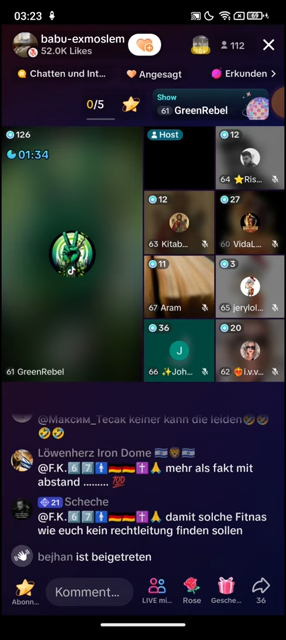 03:23
69
babu-exmoslem
52.0K Likes
112
Chatten und Int...
Angesagt
Erkunden
0/5
Show
61 GreenRebel
126
01:34
Host
12
64 ⭐Ris...
12
63 Kitab...
27
60 VidaL...
11
67 Aram
3
65 jerylol...
36
J
66 ✨Joh...
20
62 ❤️‍🔥i.v.v...
61 GreenRebel
@Максим_Тесак keiner kann die leiden🤣🤣
🤣🤣
Löwenherz Iron Dome 🇮🇱🦁🇮🇱
@F.K.6️⃣7️⃣🚹🇩🇪🇩🇪✝️🙏 mehr als fakt mit
abstand ......... 💯
21 Scheche
@F.K.6️⃣7️⃣🚹🇩🇪🇩🇪✝️🙏 damit solche Fitnas
wie euch kein rechtleitung finden sollen
bejhan ist beigetreten
Abonn...
Komment...
LIVE mi...
Rose
Gesche...
36